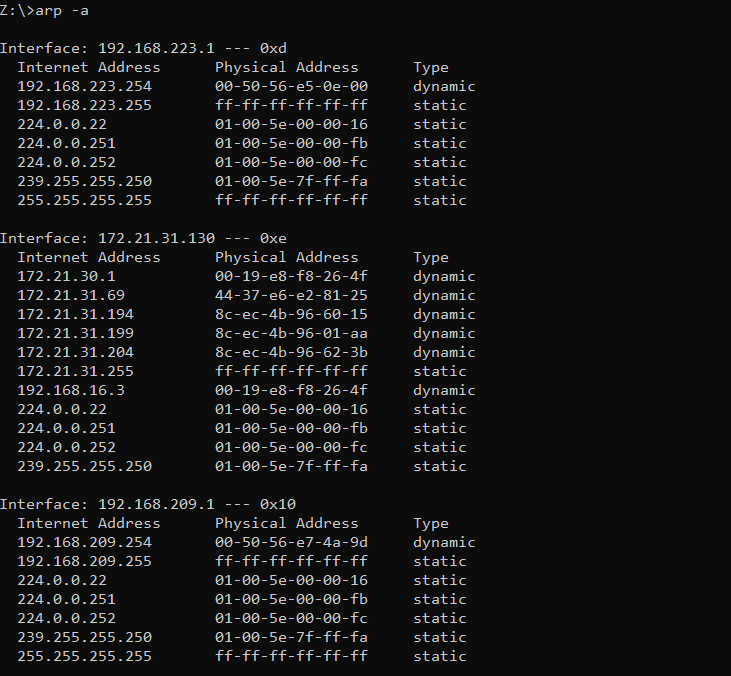 Z:\>arp -a
Interface: 192.168.223.1 --- 0xd
Internet Address Physical Address Type
192.168.223.254 00-50-56-e5-0e-00 dynamic
192.168.223.255 ff-ff-ff-ff-ff-ff static
224.0.0.22 01-00-5e-00-00-16 static
224.0.0.251 01-00-5e-00-00-fb static
224.0.0.252 01-00-5e-00-00-fc static
239.255.255.250 01-00-5e-7f-ff-fa static
255.255.255.255 ff-ff-ff-ff-ff-ff static
Interface: 172.21.31.130 --- 0xe
Internet Address Physical Address Type
172.21.30.1 00-19-e8-f8-26-4f dynamic
172.21.31.69 44-37-e6-e2-81-25 dynamic
172.21.31.194 8c-ec-4b-96-60-15 dynamic
172.21.31.199 8c-ec-4b-96-01-aa dynamic
172.21.31.204 8c-ec-4b-96-62-3b dynamic
172.21.31.255 ff-ff-ff-ff-ff-ff static
192.168.16.3 00-19-e8-f8-26-4f dynamic
224.0.0.22 01-00-5e-00-00-16 static
224.0.0.251 01-00-5e-00-00-fb static
224.0.0.252 01-00-5e-00-00-fc static
239.255.255.250 01-00-5e-7f-ff-fa static
Interface: 192.168.209.1 --- 0x10
Internet Address Physical Address Type
192.168.209.254 00-50-56-e7-4a-9d dynamic
192.168.209.255 ff-ff-ff-ff-ff-ff static
224.0.0.22 01-00-5e-00-00-16 static
224.0.0.251 01-00-5e-00-00-fb static
224.0.0.252 01-00-5e-00-00-fc static
239.255.255.250 01-00-5e-7f-ff-fa static
255.255.255.255 ff-ff-ff-ff-ff-ff static